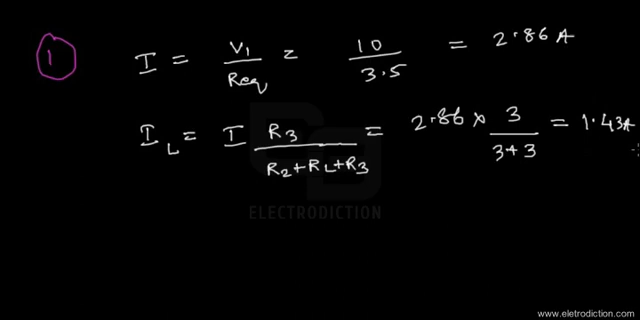 1
I = V1/Req = 10/3.5 = 2.86 A
IL = I R3/(R2+RL+R3) = 2.86 × 3/(3+3) = 1.43A
ELECTRODICTION
www.eletrodiction.com